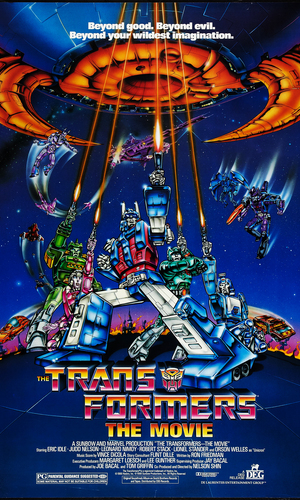 Beyond good. Beyond evil.
Beyond your wildest imagination.
THE TRANSFORMERS
THE MOVIE
A SUNBOW AND MARVEL PRODUCTION "THE TRANSFORMERS—THE MOVIE"
Starring ERIC IDLE · JUDD NELSON · LEONARD NIMOY · ROBERT STACK · LIONEL STANDER and ORSON WELLES as "Unicron"
Music Score by VINCE DiCOLA Story Consultant FLINT DILLE Written by RON FRIEDMAN
Executive Producers MARGARET LOESCH and LEE GUNTHER Supervising Producer JAY BACAL
Produced by JOE BACAL and TOM GRIFFIN Co-Produced and Directed by NELSON SHIN
PG PARENTAL GUIDANCE SUGGESTED
SOME MATERIAL MAY NOT BE SUITABLE FOR CHILDREN
DEG
DE LAURENTIIS ENTERTAINMENT GROUP